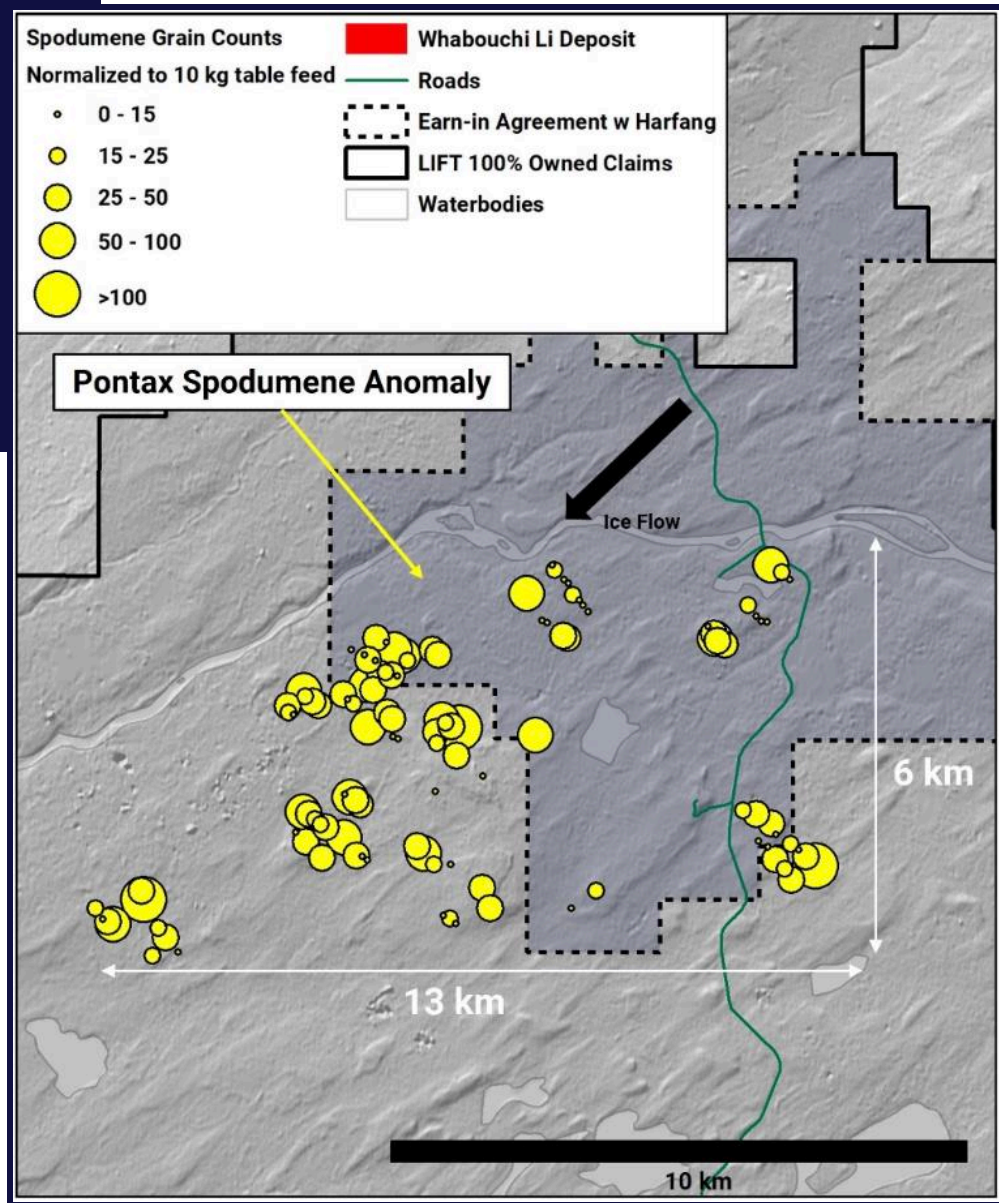 Spodumene Grain Counts
Normalized to 10 kg table feed
0 - 15
15 - 25
25 - 50
50 - 100
>100
Whabouchi Li Deposit
Roads
Earn-in Agreement w Harfang
LIFT 100% Owned Claims
Waterbodies
Pontax Spodumene Anomaly
Ice Flow
6 km
13 km
10 km